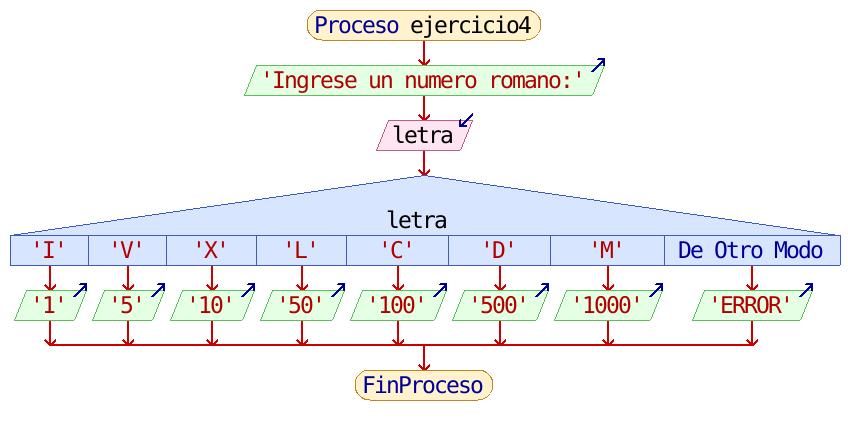 Proceso ejercicio4
'Ingrese un numero romano:'
letra
letra
'I' 'V' 'X' 'L' 'C' 'D' 'M' De Otro Modo
'1' '5' '10' '50' '100' '500' '1000' 'ERROR'
FinProceso